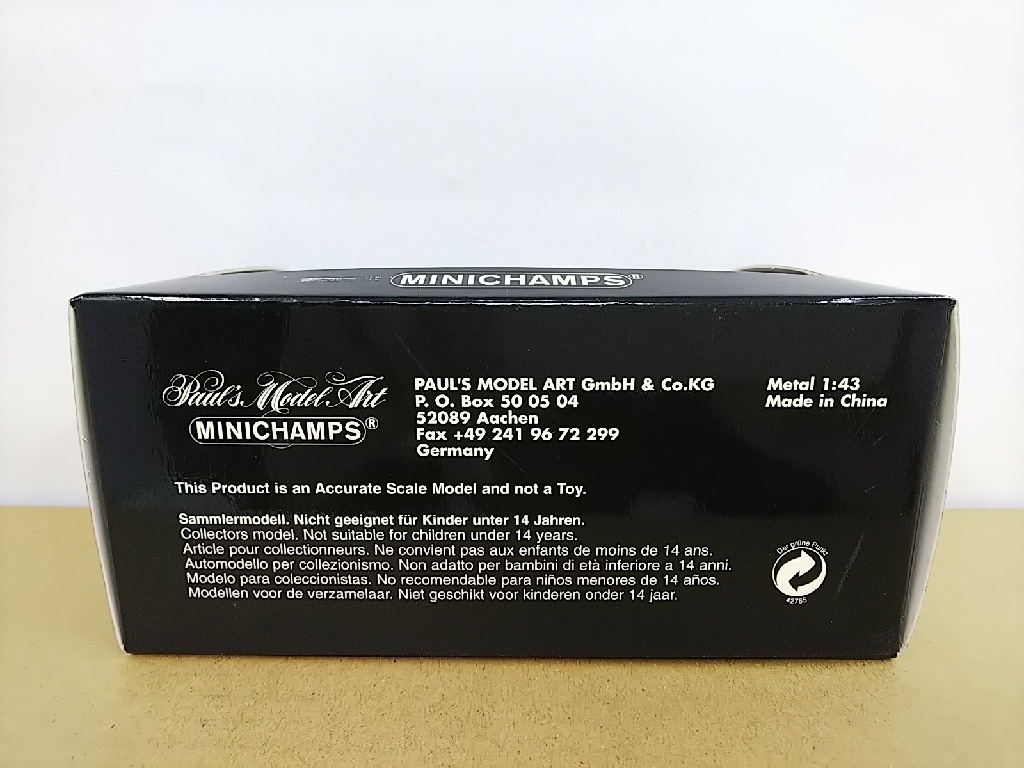 MINICHAMPS®
Paul's Model Art
MINICHAMPS®
PAUL'S MODEL ART GmbH & Co.KG
P. O. Box 50 05 04
52089 Aachen
Fax +49 241 96 72 299
Germany
Metal 1:43
Made in China
This Product is an Accurate Scale Model and not a Toy.
Sammlermodell. Nicht geeignet für Kinder unter 14 Jahren.
Collectors model. Not suitable for children under 14 years.
Article pour collectionneurs. Ne convient pas aux enfants de moins de 14 ans.
Automodello per collezionismo. Non adatto per bambini di età inferiore a 14 anni.
Modelo para coleccionistas. No recomendable para niños menores de 14 años.
Modellen voor de verzamelaar. Niet geschikt voor kinderen onder 14 jaar.
Der grüne Punkt
42785